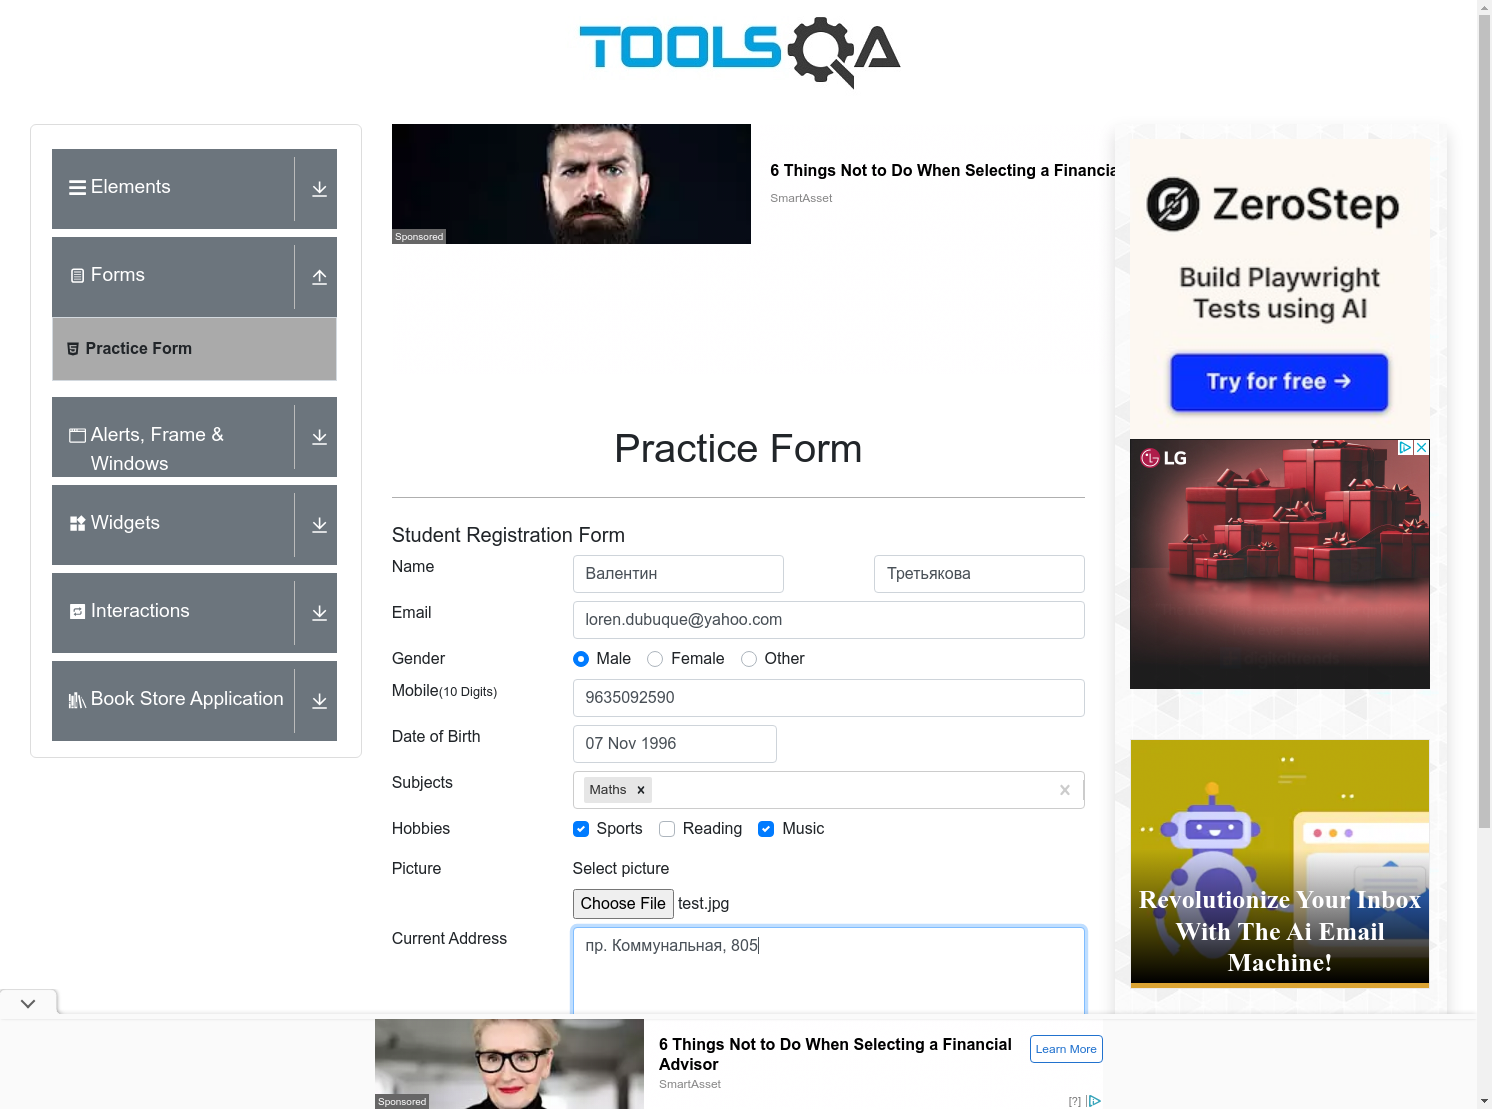 TOOLSQA
Elements
Forms
Practice Form
Alerts, Frame &
Windows
Widgets
Interactions
Book Store Application
Sponsored
6 Things Not to Do When Selecting a Financia
SmartAsset
Practice Form
Student Registration Form
Name
Валентин
Третьякова
Email
loren.dubuque@yahoo.com
Gender
Male
Female
Other
Mobile(10 Digits)
9635092590
Date of Birth
07 Nov 1996
Subjects
Maths
Hobbies
Sports
Reading
Music
Picture
Select picture
Choose File test.jpg
Current Address
пр. Коммунальная, 805
ZeroStep
Build Playwright
Tests using AI
Try for free →
LG
Revolutionize Your Inbox
With The Ai Email
Machine!
Sponsored
6 Things Not to Do When Selecting a Financial
Advisor
SmartAsset
Learn More
[?]